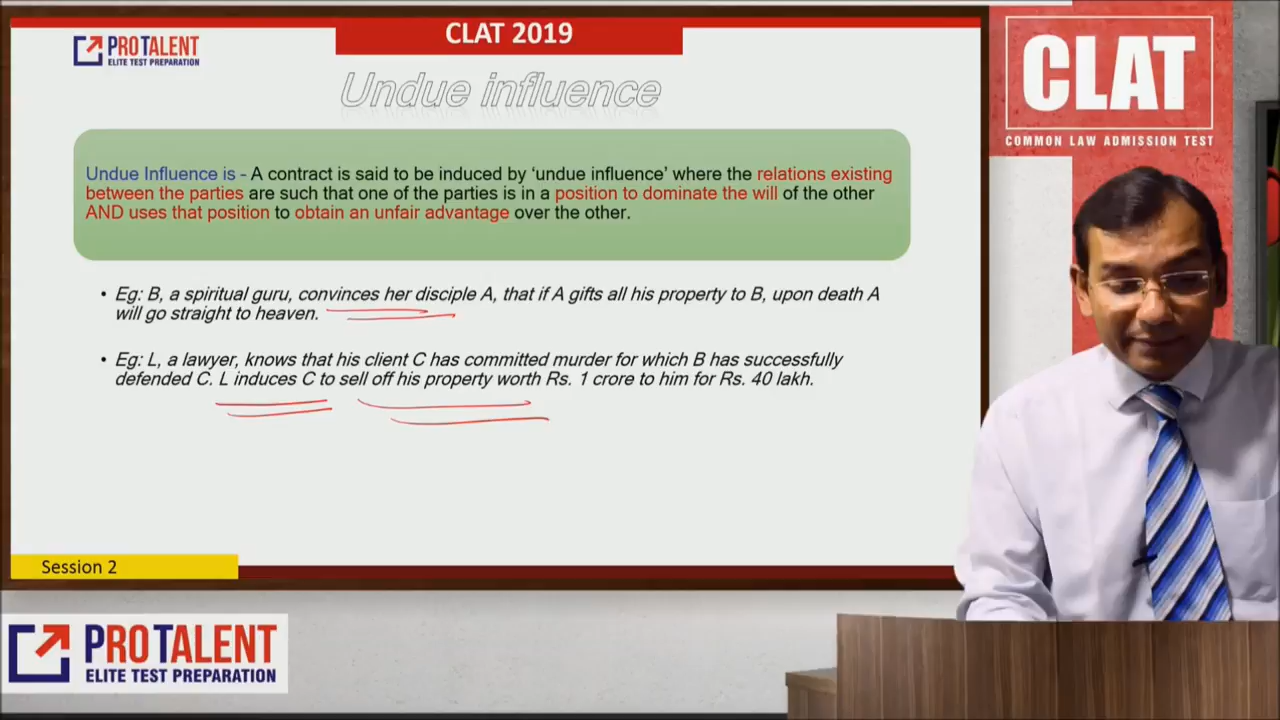 CLAT 2019
PROTALENT
ELITE TEST PREPARATION
Undue influence
Undue Influence is - A contract is said to be induced by ‘undue influence’ where the relations existing
between the parties are such that one of the parties is in a position to dominate the will of the other
AND uses that position to obtain an unfair advantage over the other.
• Eg: B, a spiritual guru, convinces her disciple A, that if A gifts all his property to B, upon death A
will go straight to heaven.
• Eg: L, a lawyer, knows that his client C has committed murder for which B has successfully
defended C. L induces C to sell off his property worth Rs. 1 crore to him for Rs. 40 lakh.
Session 2
CLAT
COMMON LAW ADMISSION TEST
PROTALENT
ELITE TEST PREPARATION